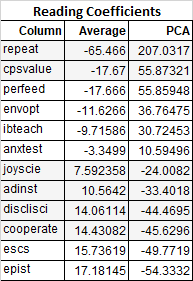 Reading Coefficients
Column Average PCA
repeat -65.466 207.0317
cpsvalue -17.67 55.87321
perfeed -17.666 55.85948
envopt -11.6266 36.76475
ibteach -9.71586 30.72453
anxtest -3.3499 10.59496
joyscie 7.592358 -24.0082
adinst 10.5642 -33.4018
disclisci 14.06114 -44.4695
cooperate 14.43082 -45.6296
escs 15.73619 -49.7719
epist 17.18145 -54.3332